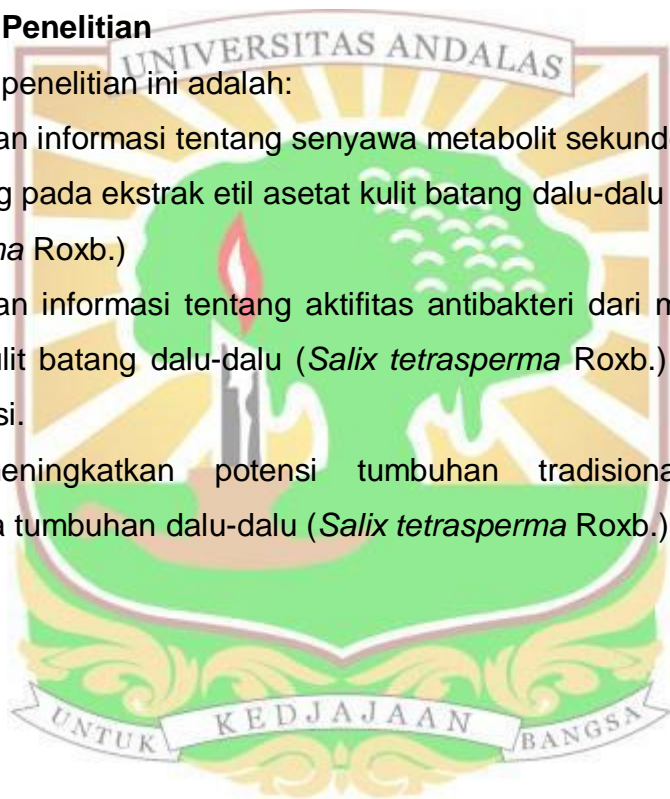 Penelitian
UNIVERSITAS ANDALAS
penelitian ini adalah:
an informasi tentang senyawa metabolit sekund
g pada ekstrak etil asetat kulit batang dalu-dalu
na Roxb.)
an informasi tentang aktifitas antibakteri dari m
ulit batang dalu-dalu (Salix tetrasperma Roxb.)
si.
eningkatkan potensi tumbuhan tradisiona
a tumbuhan dalu-dalu (Salix tetrasperma Roxb.)
UNTUK KEDJAJAAN BANGSA